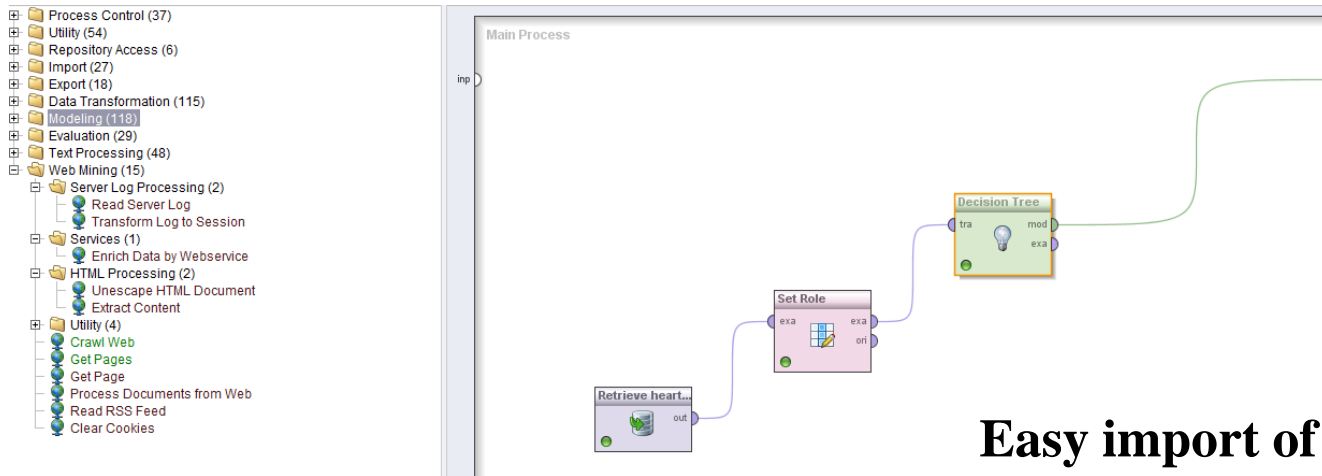 Process Control (37)
Utility (54)
Repository Access (6)
Import (27)
Export (18)
Data Transformation (115)
Modeling (118)
Evaluation (29)
Text Processing (48)
Web Mining (15)
Server Log Processing (2)
Read Server Log
Transform Log to Session
Services (1)
Enrich Data by Webservice
HTML Processing (2)
Unescape HTML Document
Extract Content
Utility (4)
Crawl Web
Get Pages
Get Page
Process Documents from Web
Read RSS Feed
Clear Cookies
Main Process
inp
Decision Tree
tra mod
exa
Set Role
exa exa
ori
Retrieve heart...
out
Easy import of